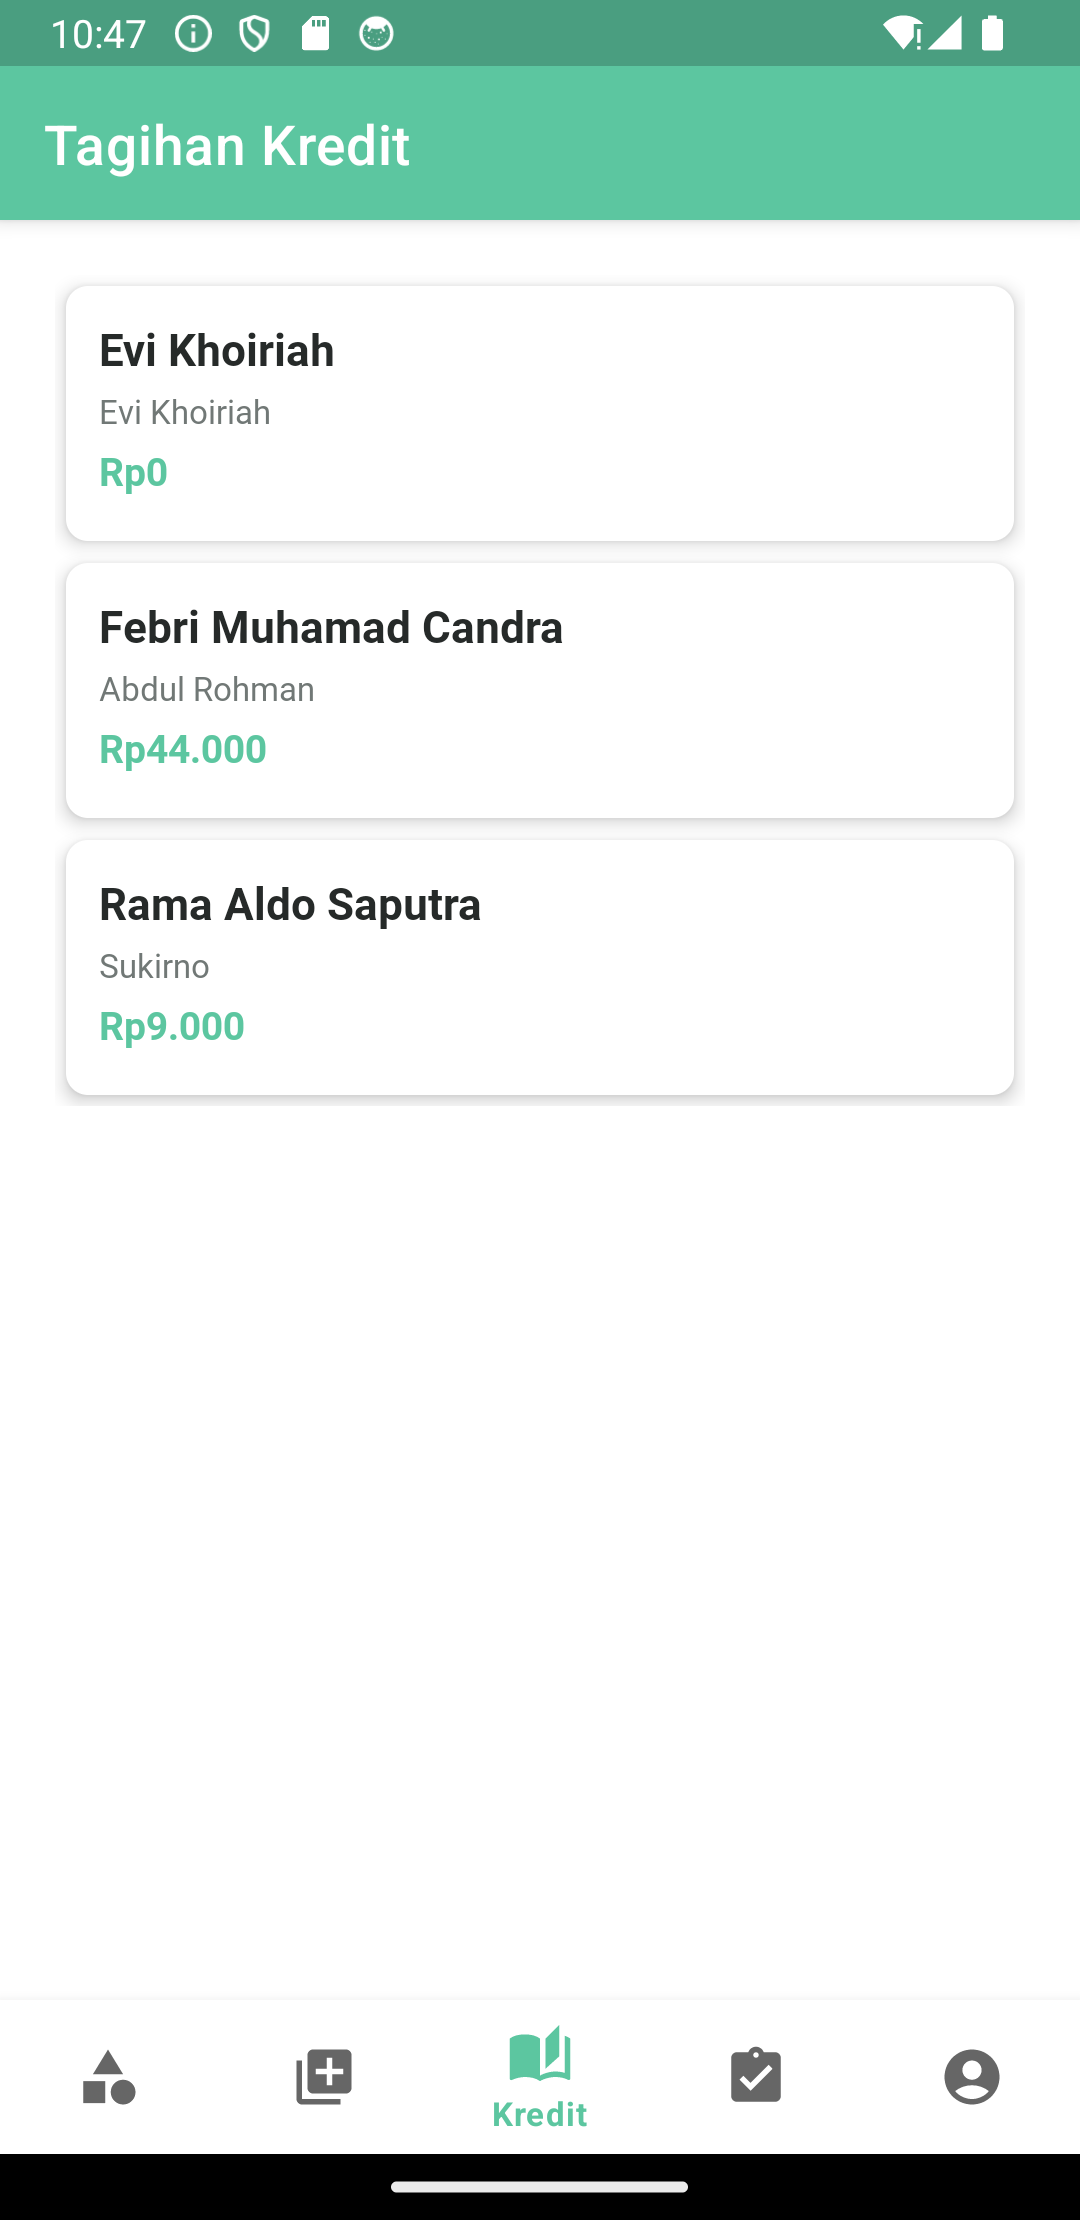 10:47
Tagihan Kredit
Evi Khoiriah
Evi Khoiriah
Rp0
Febri Muhamad Candra
Abdul Rohman
Rp44.000
Rama Aldo Saputra
Sukirno
Rp9.000
Kredit